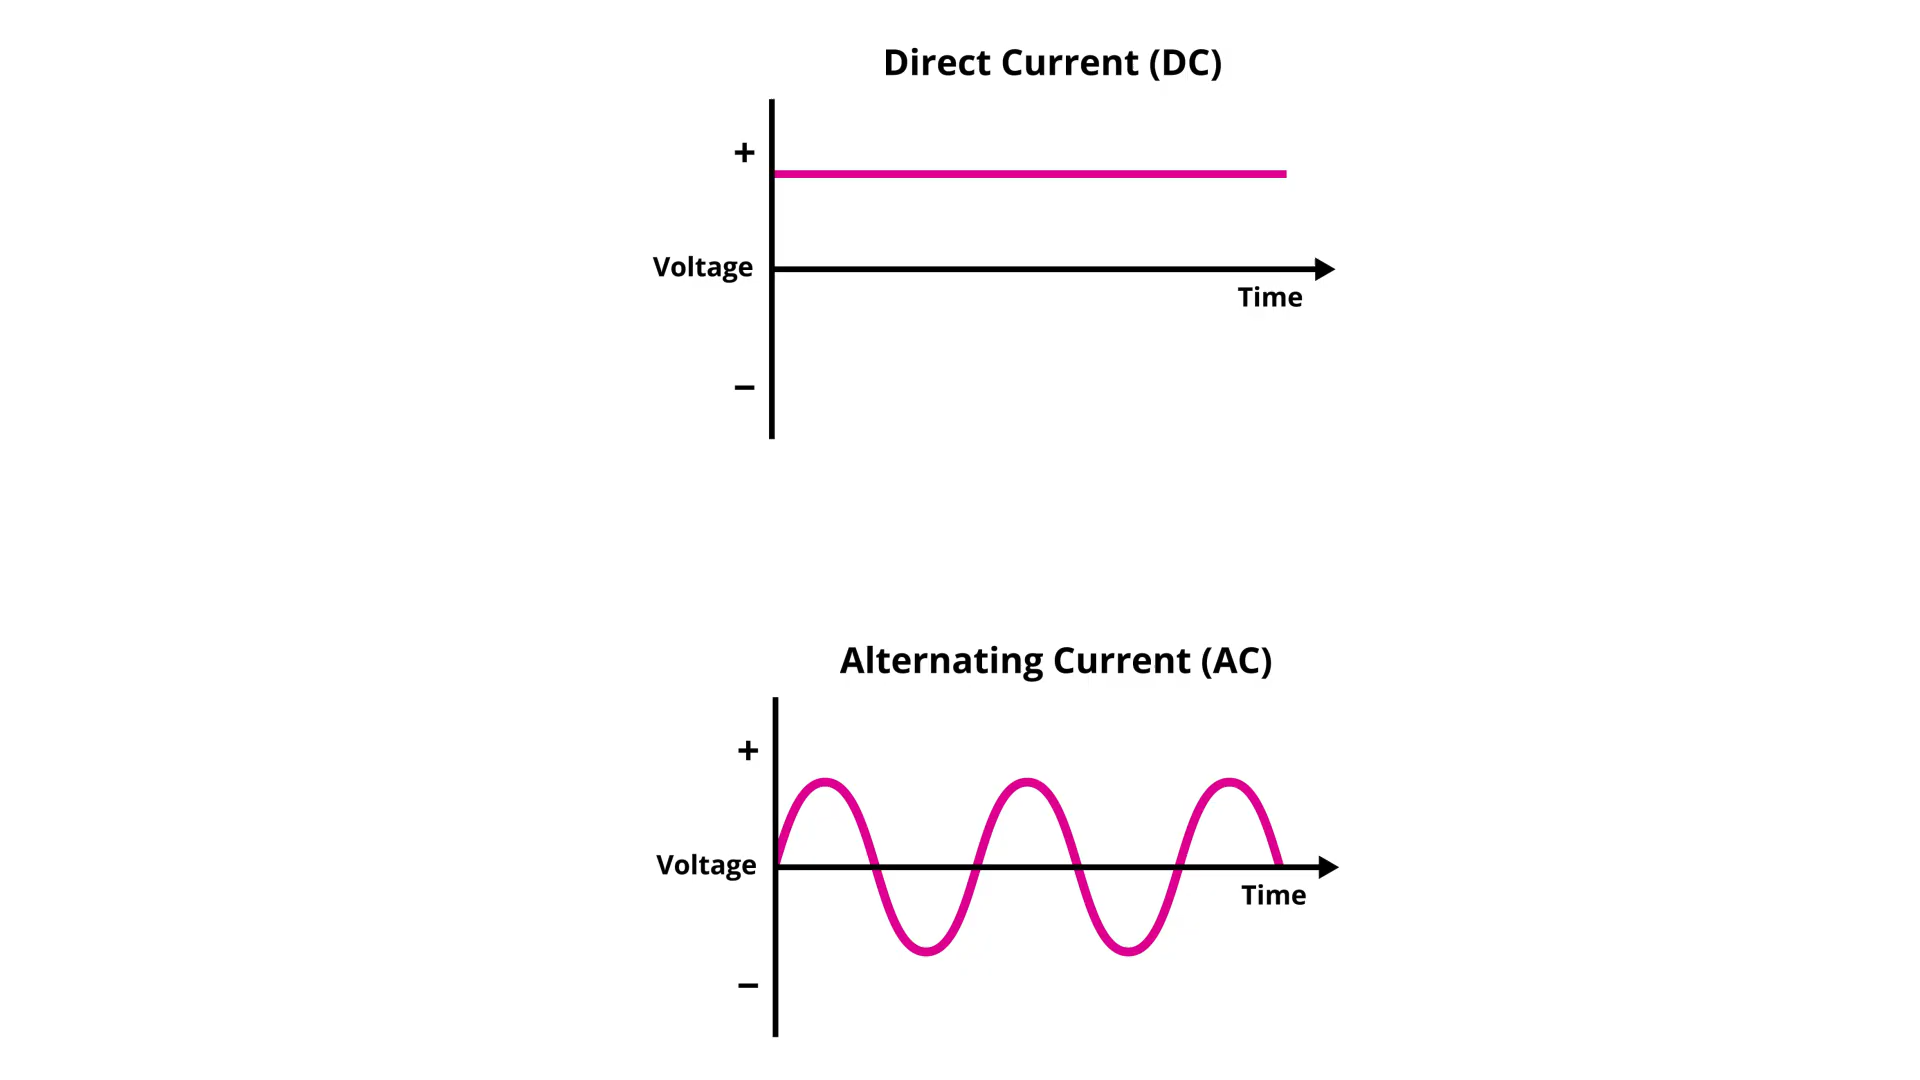 Direct Current (DC)
+
Voltage
Time
–
Alternating Current (AC)
+
Voltage
Time
–